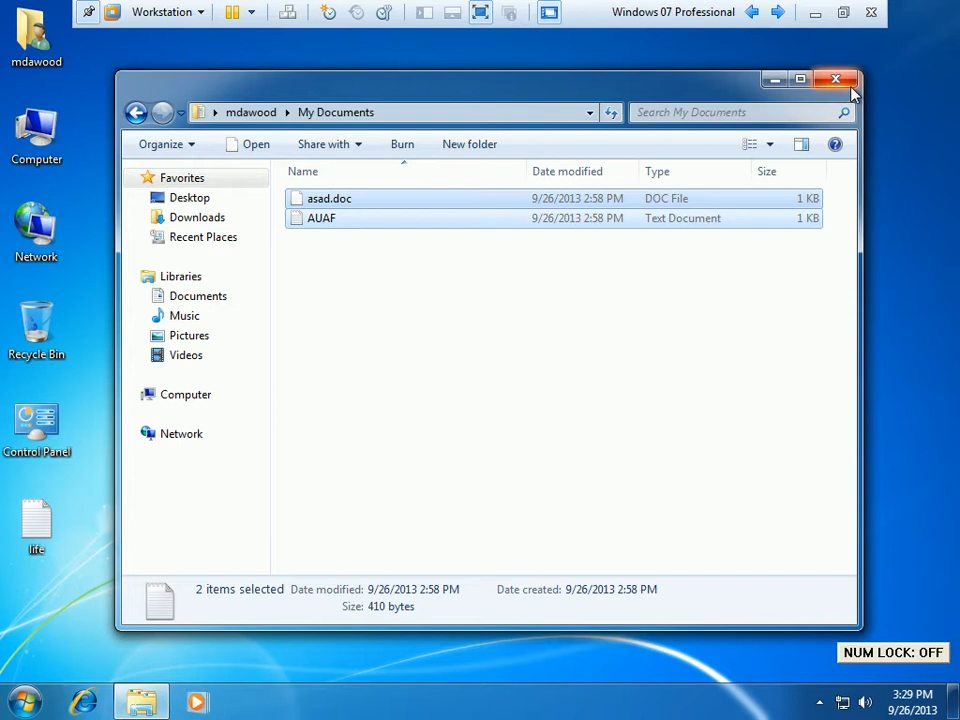 Workstation
Windows 07 Professional
mdawood
Computer
Network
Recycle Bin
Control Panel
life
mdawood My Documents
Search My Documents
Organize Open Share with Burn New folder
Name Date modified Type Size
asad.doc 9/26/2013 2:58 PM DOC File 1 KB
AUAF 9/26/2013 2:58 PM Text Document 1 KB
Favorites
Desktop
Downloads
Recent Places
Libraries
Documents
Music
Pictures
Videos
Computer
Network
2 items selected Date modified: 9/26/2013 2:58 PM Date created: 9/26/2013 2:58 PM
Size: 410 bytes
NUM LOCK: OFF
3:29 PM
9/26/2013